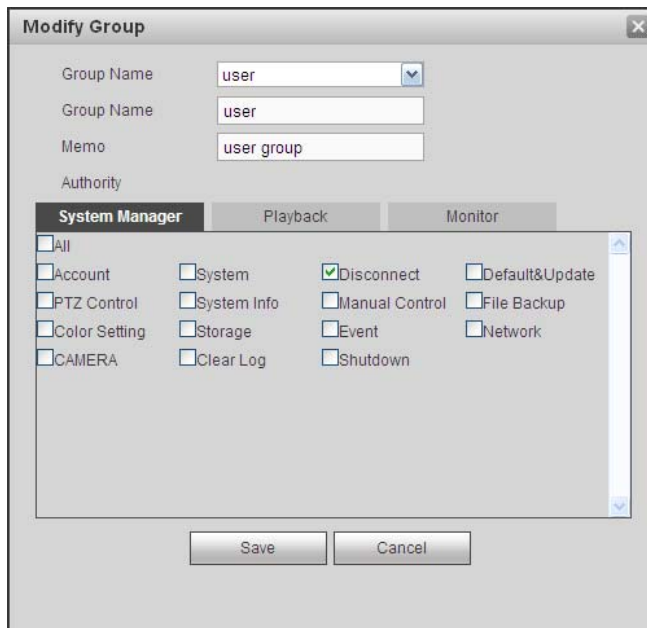 Modify Group
Group Name user
Group Name user
Memo user group
Authority
System Manager Playback Monitor
All
Account System Disconnect Default&Update
PTZ Control System Info Manual Control File Backup
Color Setting Storage Event Network
CAMERA Clear Log Shutdown
Save Cancel